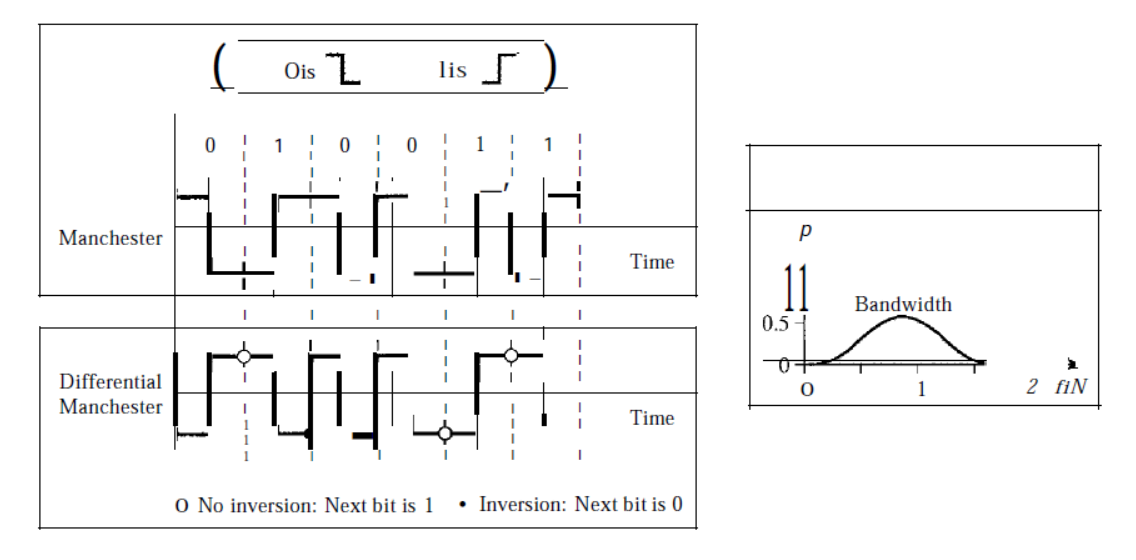 ( Ois lis )
0 1 0 0 1 1
Manchester
Time
Differential
Manchester
Time
O No inversion: Next bit is 1 • Inversion: Next bit is 0
p
11
Bandwidth
0.5
0
O 1 2 fiN